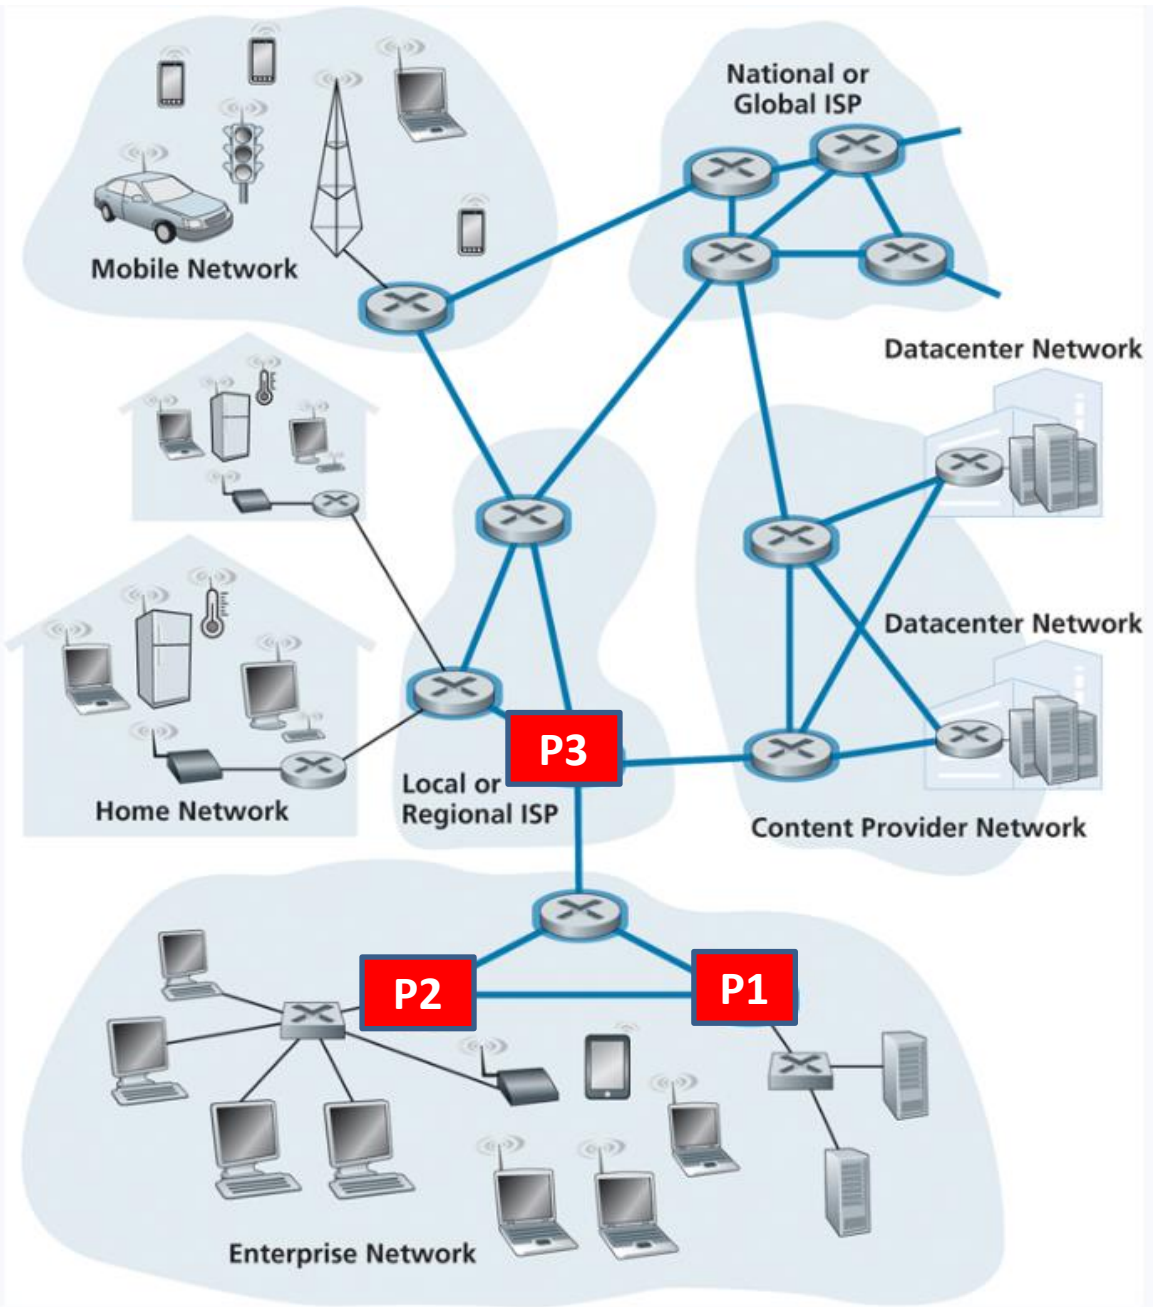 National or
Global ISP
Mobile Network
Datacenter Network
Datacenter Network
P3
Local or
Regional ISP
Home Network
Content Provider Network
P2
P1
Enterprise Network